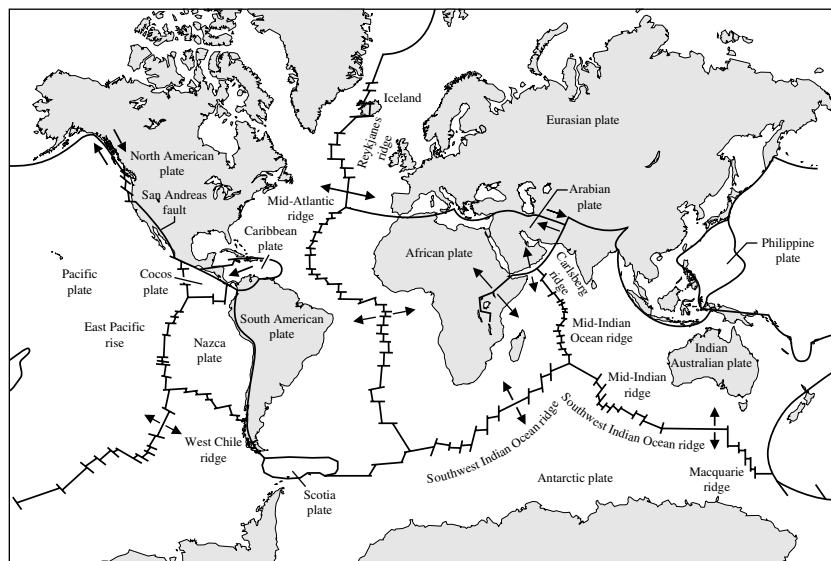 Iceland
Reykjanes
ridge
Eurasian plate
North American
plate
San Andreas
fault
Mid-Atlantic
ridge
Arabian
plate
Caribbean
plate
African plate
Carlsberg
ridge
Philippine
plate
Pacific
plate
Cocos
plate
East Pacific
rise
Nazca
plate
South American
plate
Mid-Indian
Ocean ridge
Indian
Australian plate
Mid-Indian
ridge
West Chile
ridge
Southwest Indian Ocean ridge
Southwest Indian Ocean ridge
Macquarie
ridge
Scotia
plate
Antarctic plate